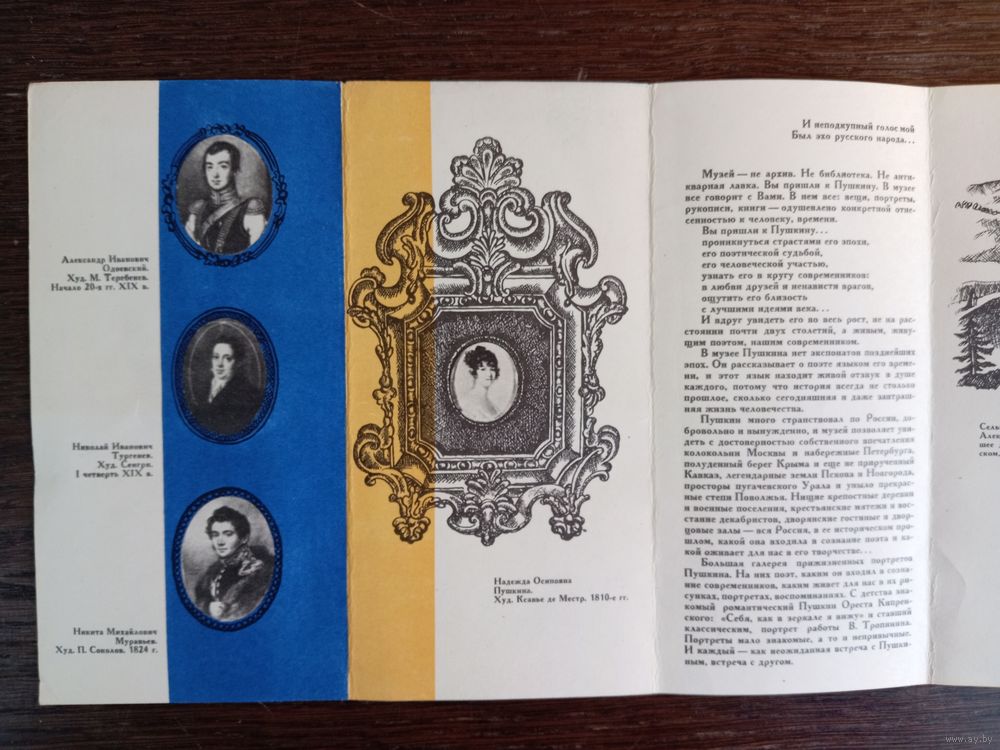 Александр Иванович
Одоевский.
Худ. М. Теребенев.
Начало 20-х гг. XIX в.
Николай Иванович
Тургенев.
Худ. Сенгри.
I четверть XIX в.
Никита Михайлович
Муравьев.
Худ. П. Соколов. 1824 г.
Надежда Осиповна
Пушкина.
Худ. Ксавье де Местр. 1810-е гг.
И неподкупный голос мой
Был эхо русского народа...
Музей — не архив. Не библиотека. Не анти-
кварная лавка. Вы пришли к Пушкину. В музее
все говорит с Вами. В нем все: вещи, портреты,
рукописи, книги — одушевлено конкретной отне-
сенностью к человеку, времени.
Вы пришли к Пушкину...
проникнуться страстями его эпохи,
его поэтической судьбой,
его человеческой участью,
узнать его в кругу современников:
в любви друзей и ненависти врагов,
ощутить его близость
с лучшими идеями века...
И вдруг увидеть его во весь рост, не на рас-
стоянии почти двух столетий, а живым, живу-
щим поэтом, нашим современником.
В музее Пушкина нет экспонатов позднейших
эпох. Он рассказывает о поэте языком его време-
ни, и этот язык находит живой отзвук в душе
каждого, потому что история всегда не столько
прошлое, сколько сегодняшняя и даже завтраш-
няя жизнь человечества.
Пушкин много странствовал по России, до-
бровольно и вынужденно, и музей позволяет уви-
деть с достоверностью собственного впечатления
колокольни Москвы и набережные Петербурга,
полуденный берег Крыма и еще не прирученный
Кавказ, легендарные земли Пскова и Новгорода,
просторы пугачевского Урала и уныло прекрас-
ные степи Поволжья. Нищие крепостные деревни
и военные поселения, крестьянские мятежи и вос-
стание декабристов, дворянские гостиные и двор-
цовые залы — вся Россия, в ее историческом про-
шлом, какой она входила в сознание поэта и ка-
кой оживает для нас в его творчестве...
Большая галерея прижизненных портретов
Пушкина. На них поэт, каким он входил в созна-
ние современников, каким живет для нас в их ри-
сунках, портретах, воспоминаниях. С детства зна-
комый романтический Пушкин Ореста Кипрен-
ского: «Себя, как в зеркале я вижу» и ставший
классическим, портрет работы В. Тропинина.
Портреты мало знакомые, а то и непривычные.
И каждый — как неожиданная встреча с Пушки-
ным, встреча с другом.
Сель
Алек
шее
ском,
www.ay.by